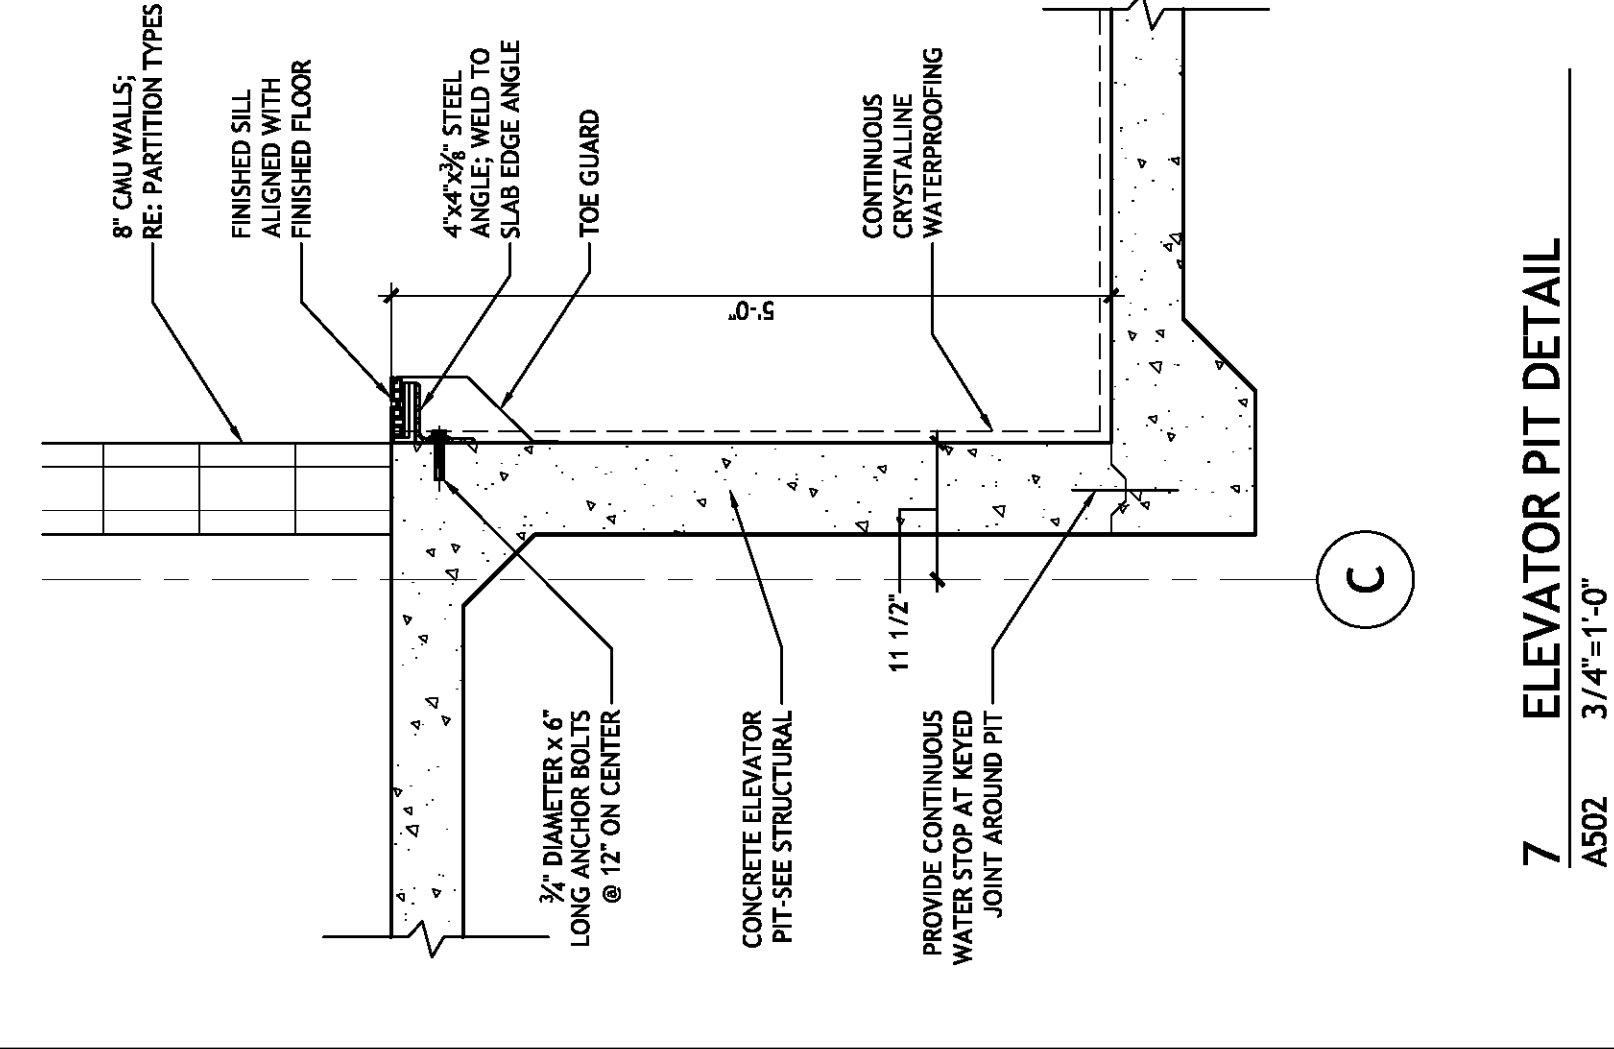 8" CMU WALLS;
RE: PARTITION TYPES
FINISHED SILL
ALIGNED WITH
FINISHED FLOOR
4"x4"x3/8" STEEL
ANGLE; WELD TO
SLAB EDGE ANGLE
TOE GUARD
CONTINUOUS
CRYSTALLINE
WATERPROOFING
5'-0"
3/4" DIAMETER x 6"
LONG ANCHOR BOLTS
@ 12" ON CENTER
CONCRETE ELEVATOR
PIT-SEE STRUCTURAL
11 1/2"
PROVIDE CONTINUOUS
WATER STOP AT KEYED
JOINT AROUND PIT
C
7 ELEVATOR PIT DETAIL
A502 3/4"=1'-0"